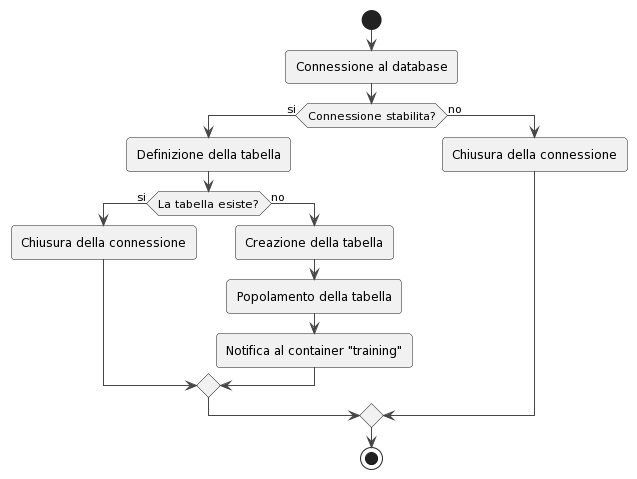 Connessione al database
si
Connessione stabilita?
no
Definizione della tabella
Chiusura della connessione
si
La tabella esiste?
no
Chiusura della connessione
Creazione della tabella
Popolamento della tabella
Notifica al container "training"